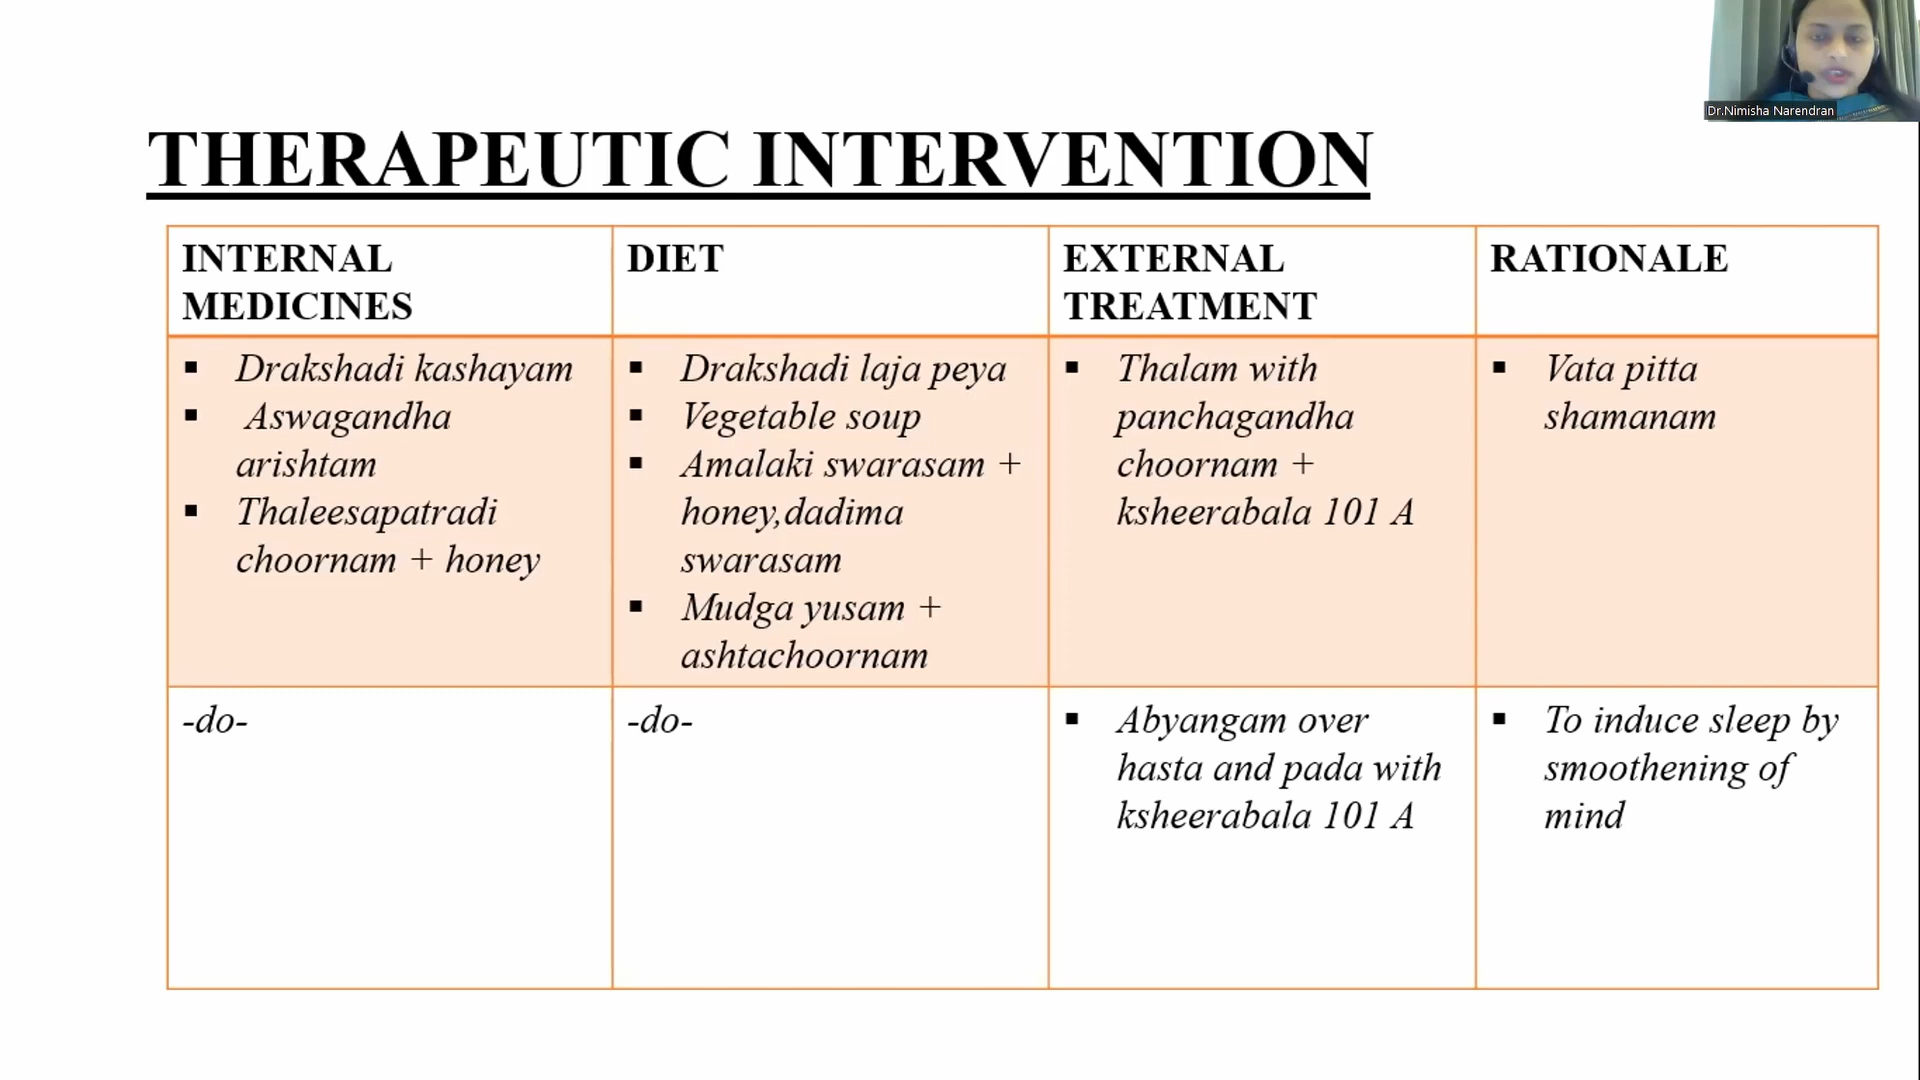 Dr.Nimisha Narendran
THERAPEUTIC INTERVENTION
INTERNAL
MEDICINES
DIET
EXTERNAL
TREATMENT
RATIONALE
▪ Drakshadi kashayam
▪ Aswagandha
arishtam
▪ Thaleesapatradi
choornam + honey
▪ Drakshadi laja peya
▪ Vegetable soup
▪ Amalaki swarasam +
honey,dadima
swarasam
▪ Mudga yusam +
ashtachoornam
▪ Thalam with
panchagandha
choornam +
ksheerabala 101 A
▪ Vata pitta
shamanam
-do-
-do-
▪ Abyangam over
hasta and pada with
ksheerabala 101 A
▪ To induce sleep by
smoothening of
mind